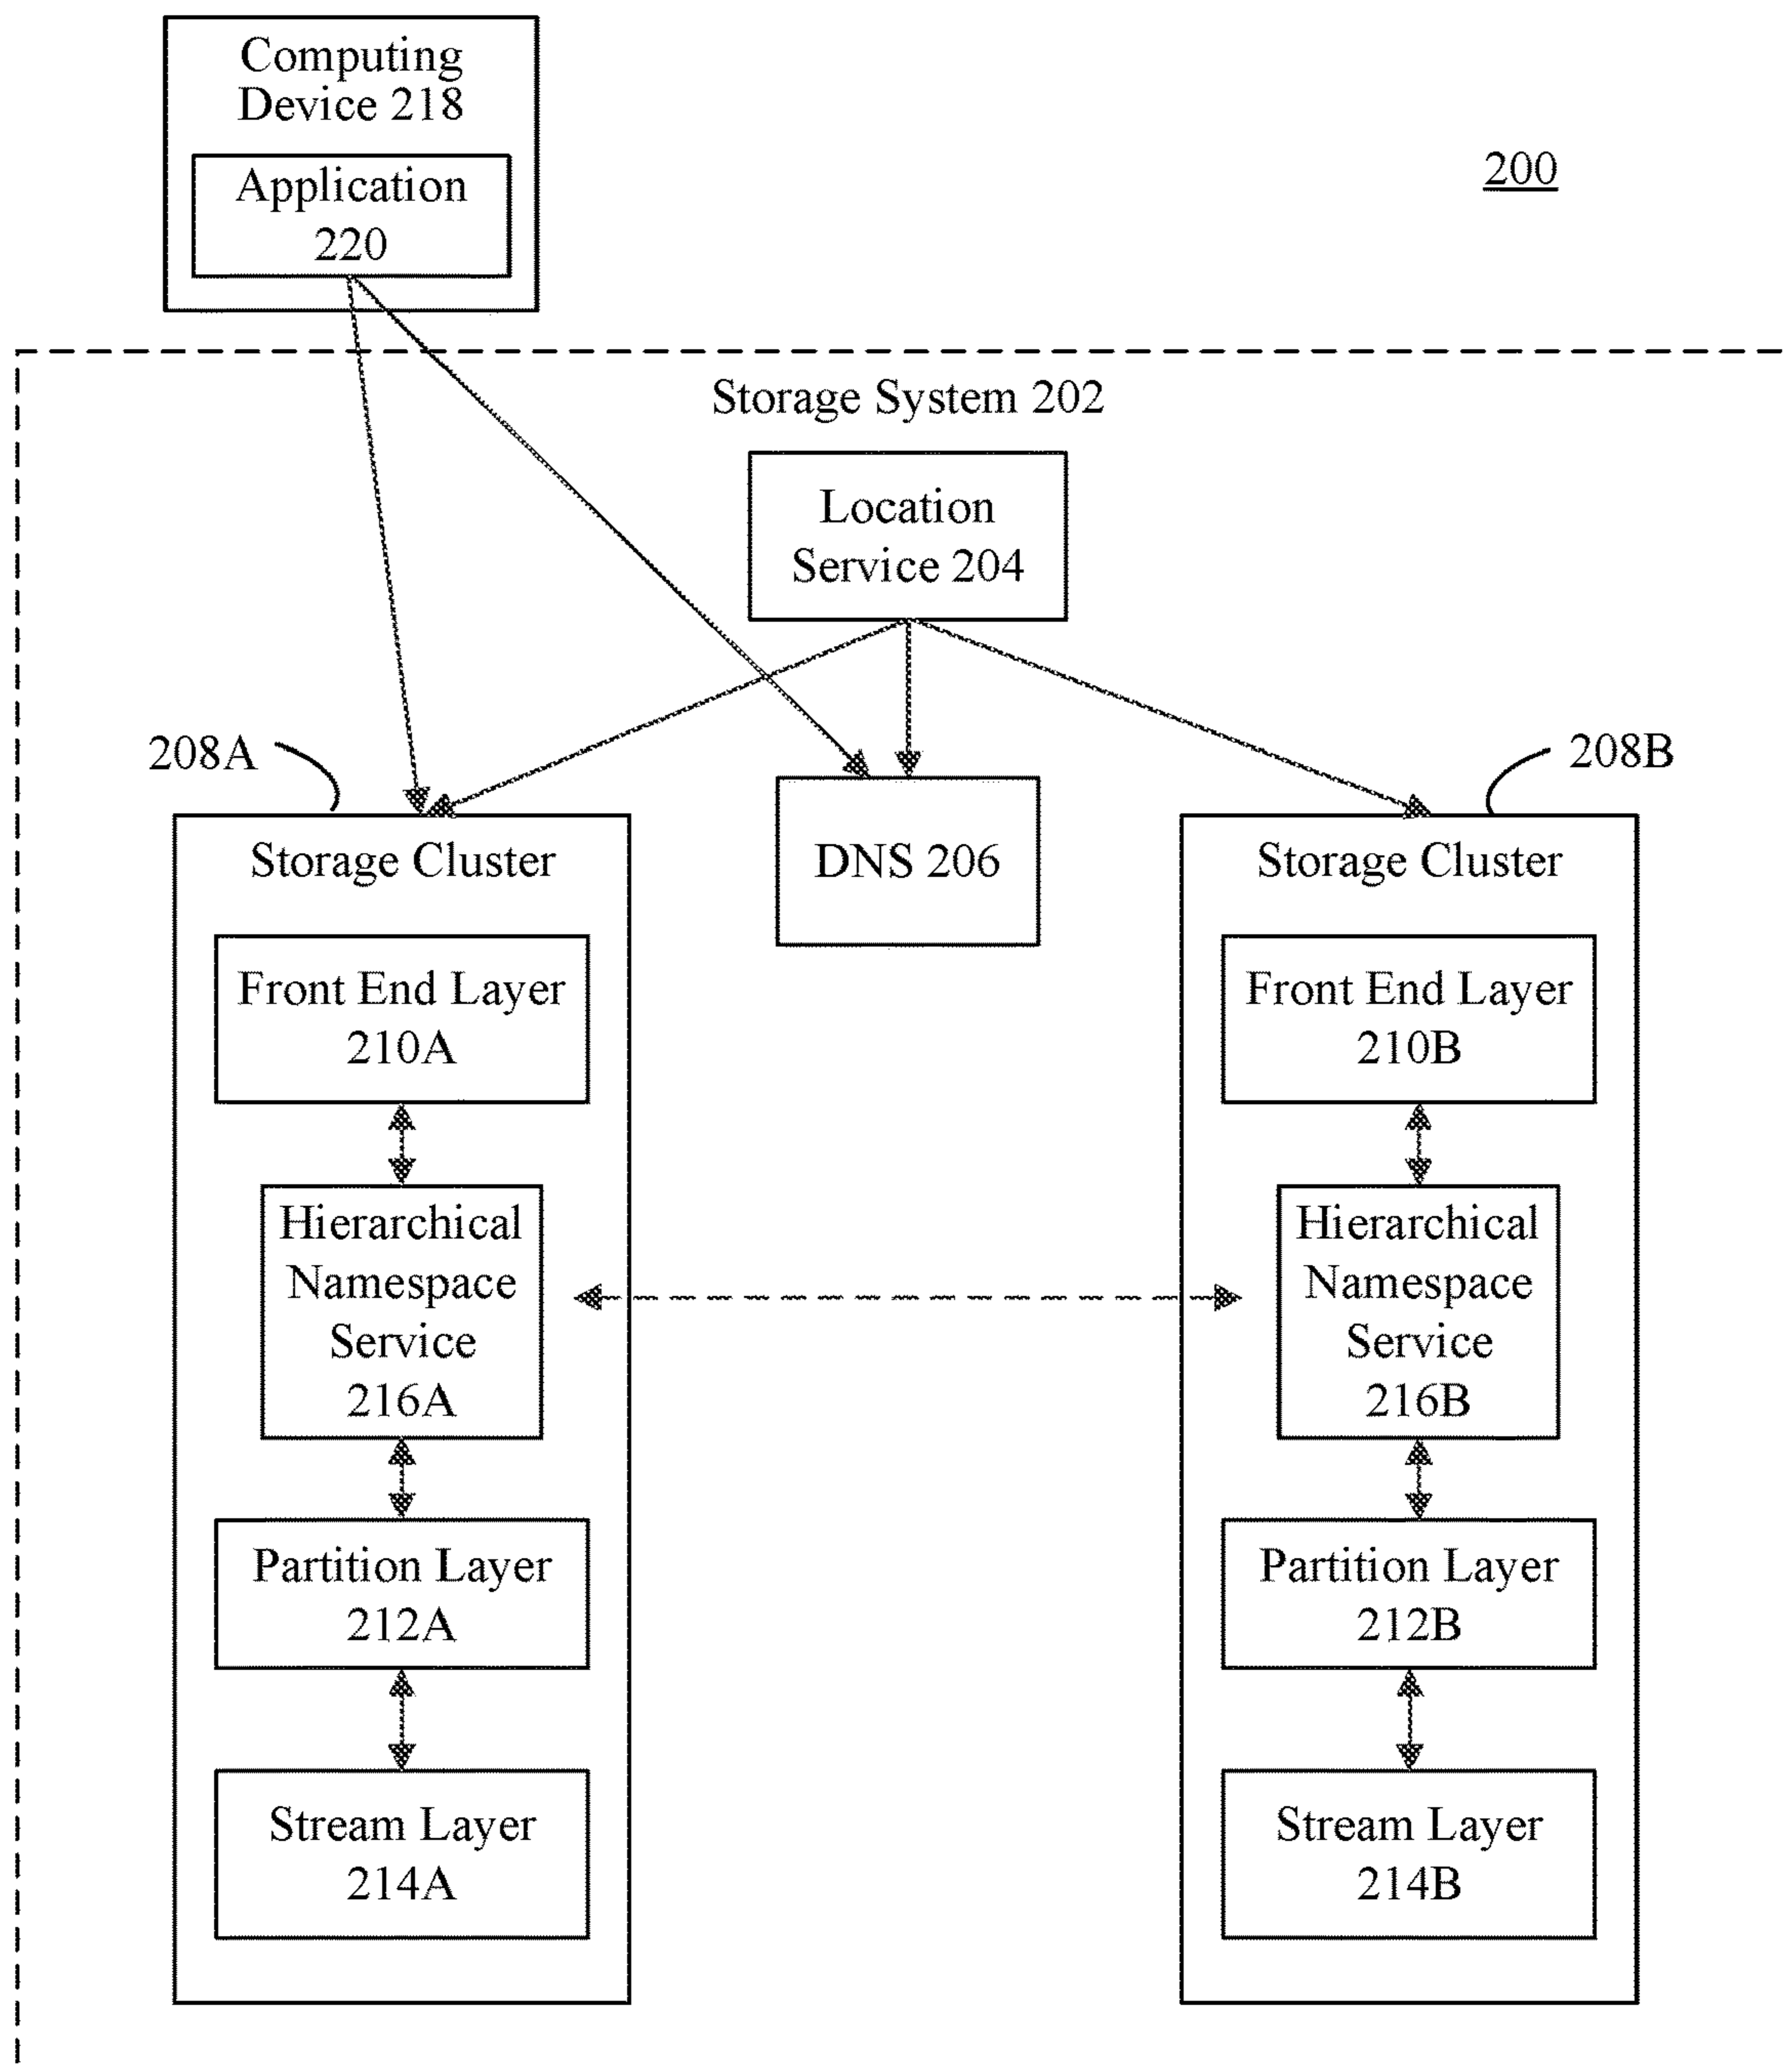 Computing
Device 218
Application
220
200
Storage System 202
Location
Service 204
208A
208B
DNS 206
Storage Cluster
Front End Layer
210A
Hierarchical
Namespace
Service
216A
Partition Layer
212A
Stream Layer
214A
Storage Cluster
Front End Layer
210B
Hierarchical
Namespace
Service
216B
Partition Layer
212B
Stream Layer
214B